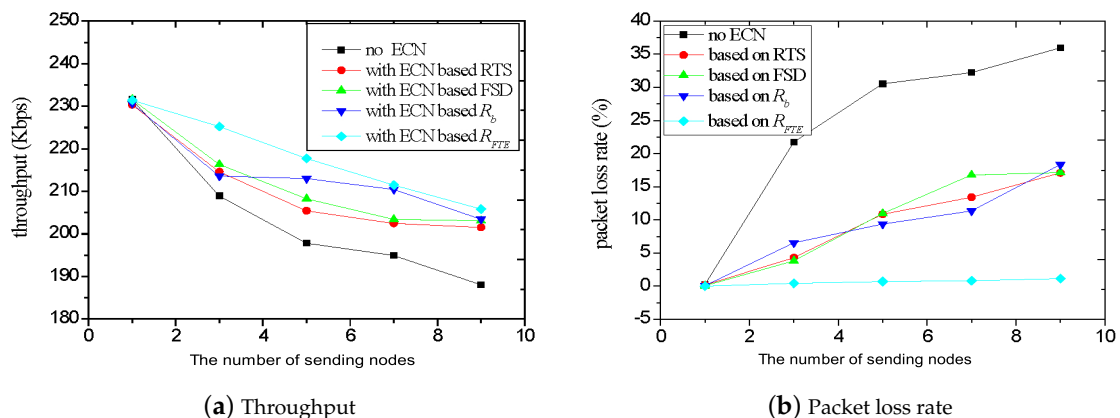 250
240
230
220
210
200
190
180
throughput (Kbps)
0 2 4 6 8 10
The number of sending nodes
no ECN
with ECN based RTS
with ECN based FSD
with ECN based R_b
with ECN based R_FTE
(a) Throughput
40
35
30
25
20
15
10
5
0
-5
packet loss rate (%)
0 2 4 6 8 10
The number of sending nodes
no ECN
based on RTS
based on FSD
based on R_b
based on R_FTE
(b) Packet loss rate